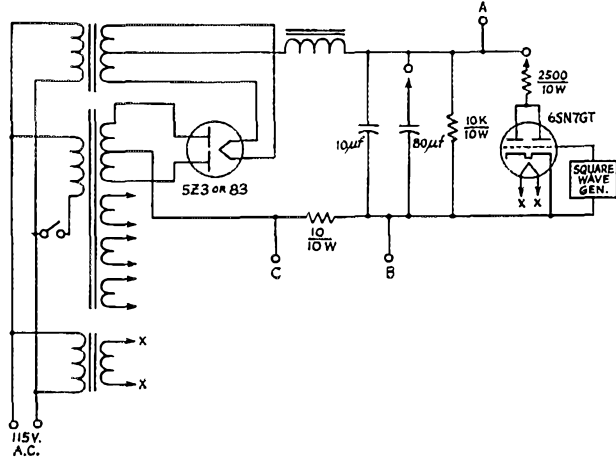 A
2500
10W
6SN7GT
10μf
80μf
10K
10W
SQUARE
WAVE
GEN.
5Z3 OR 83
X X
10
10W
C
B
X
X
115V.
A.C.